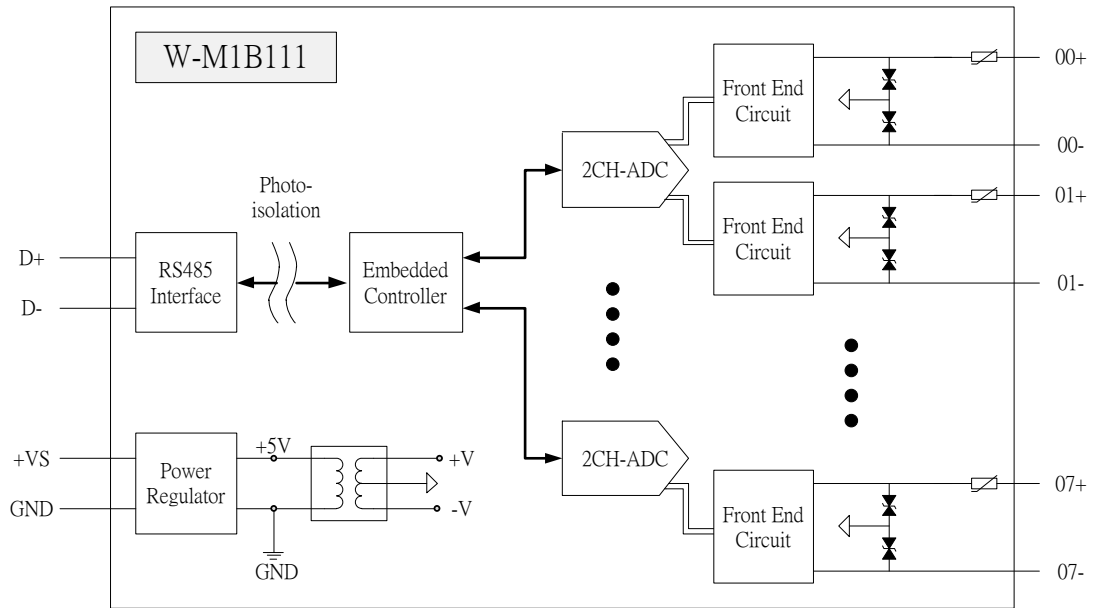 W-M1B111
Front End
Circuit
00+
00-
2CH-ADC
Front End
Circuit
01+
01-
Photo-
isolation
D+
D-
RS485
Interface
Embedded
Controller
+VS
GND
Power
Regulator
+5V
GND
+V
-V
2CH-ADC
Front End
Circuit
07+
07-